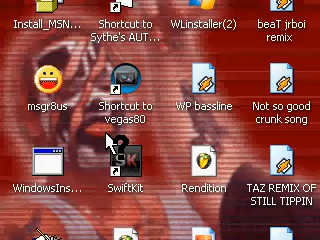 Install_MSN...
Shortcut to
Sythe's AUT...
WLinstaller(2)
beaT jrboi
remix
msgr8us
Shortcut to
vegas80
WP bassline
Not so good
crunk song
SK
WindowsIns...
SwiftKit
Rendition
TAZ REMIX OF
STILL TIPPIN